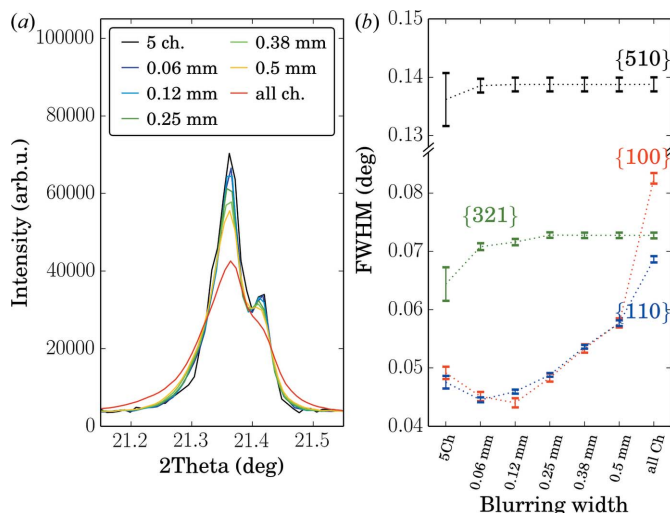 (a)
100000
80000
60000
40000
20000
0
Intensity (arb.u.)
5 ch.
0.06 mm
0.12 mm
0.25 mm
0.38 mm
0.5 mm
all ch.
21.2 21.3 21.4 21.5
2Theta (deg)
(b)
0.15
0.14
0.13
0.08
0.07
0.06
0.05
0.04
FWHM (deg)
{510}
{100}
{321}
{110}
5Ch
0.06 mm
0.12 mm
0.25 mm
0.38 mm
0.5 mm
all Ch
Blurring width